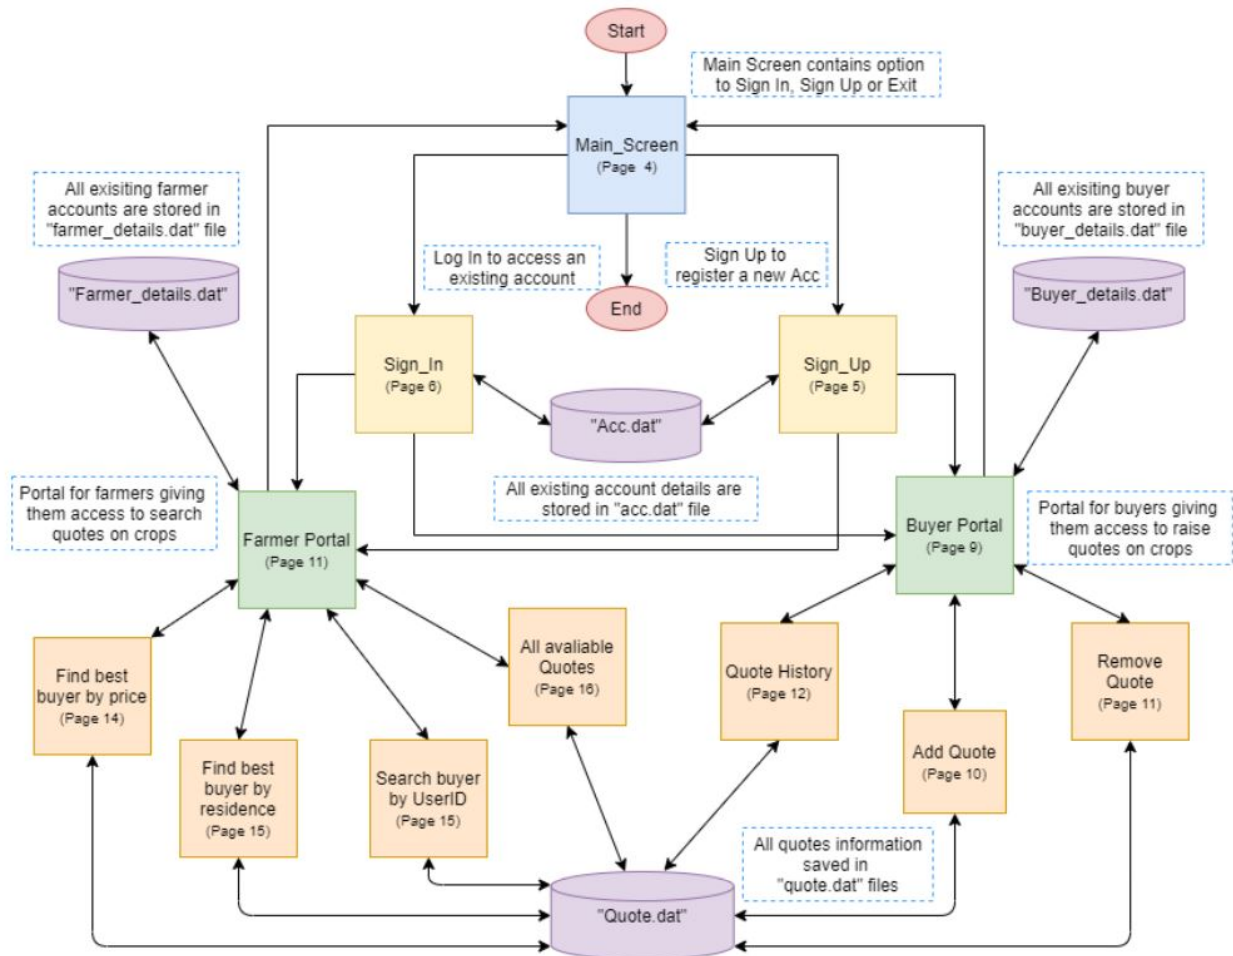 Start
Main Screen contains option
to Sign In, Sign Up or Exit
Main_Screen
(Page 4)
All exisiting farmer
accounts are stored in
"farmer_details.dat" file
All exisiting buyer
accounts are stored in
"buyer_details.dat" file
Log In to access an
existing account
Sign Up to
register a new Acc
"Farmer_details.dat"
"Buyer_details.dat"
End
Sign_In
(Page 6)
Sign_Up
(Page 5)
"Acc.dat"
All existing account details are
stored in "acc.dat" file
Portal for farmers giving
them access to search
quotes on crops
Farmer Portal
(Page 11)
Buyer Portal
(Page 9)
Portal for buyers giving
them access to raise
quotes on crops
Find best
buyer by price
(Page 14)
Find best
buyer by
residence
(Page 15)
Search buyer
by UserID
(Page 15)
All avaliable
Quotes
(Page 16)
Quote History
(Page 12)
Add Quote
(Page 10)
Remove
Quote
(Page 11)
All quotes information
saved in
"quote.dat" files
"Quote.dat"